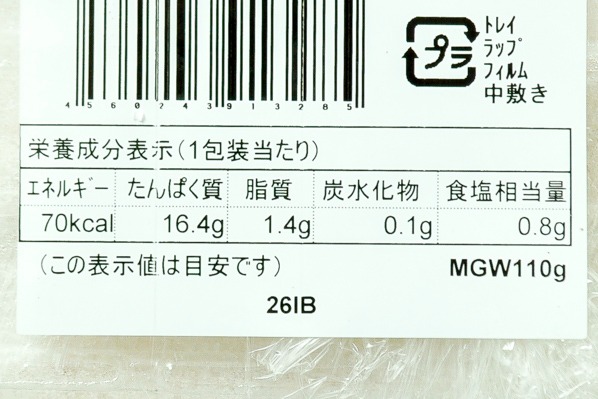 4560243913285
プラ
トレイ
ラップ
フィルム
中敷き
栄養成分表示(1包装当たり)
エネルギー たんぱく質 脂質 炭水化物 食塩相当量
70kcal 16.4g 1.4g 0.1g 0.8g
(この表示値は目安です) MGW110g
26IB